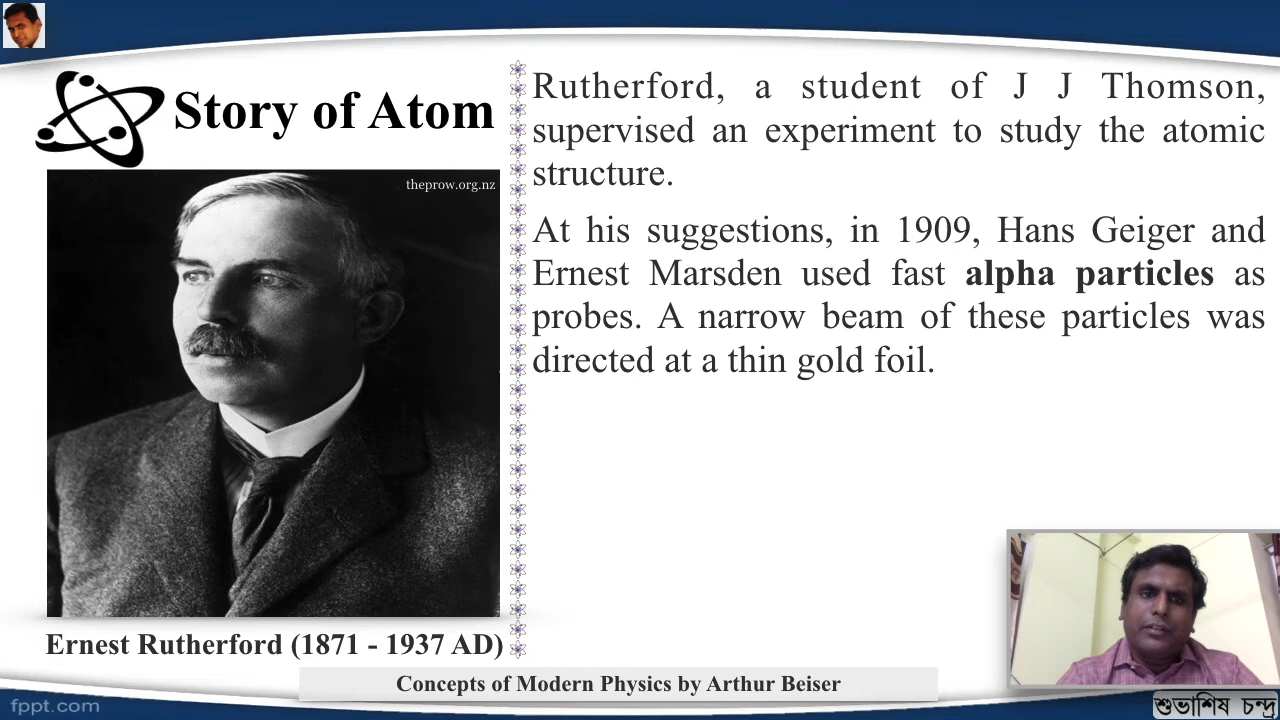 Story of Atom
theprow.org.nz
Ernest Rutherford (1871 - 1937 AD)
Rutherford, a student of J J Thomson,
supervised an experiment to study the atomic
structure.
At his suggestions, in 1909, Hans Geiger and
Ernest Marsden used fast alpha particles as
probes. A narrow beam of these particles was
directed at a thin gold foil.
Concepts of Modern Physics by Arthur Beiser
fppt.com
শুভাশিষ চন্দ্র